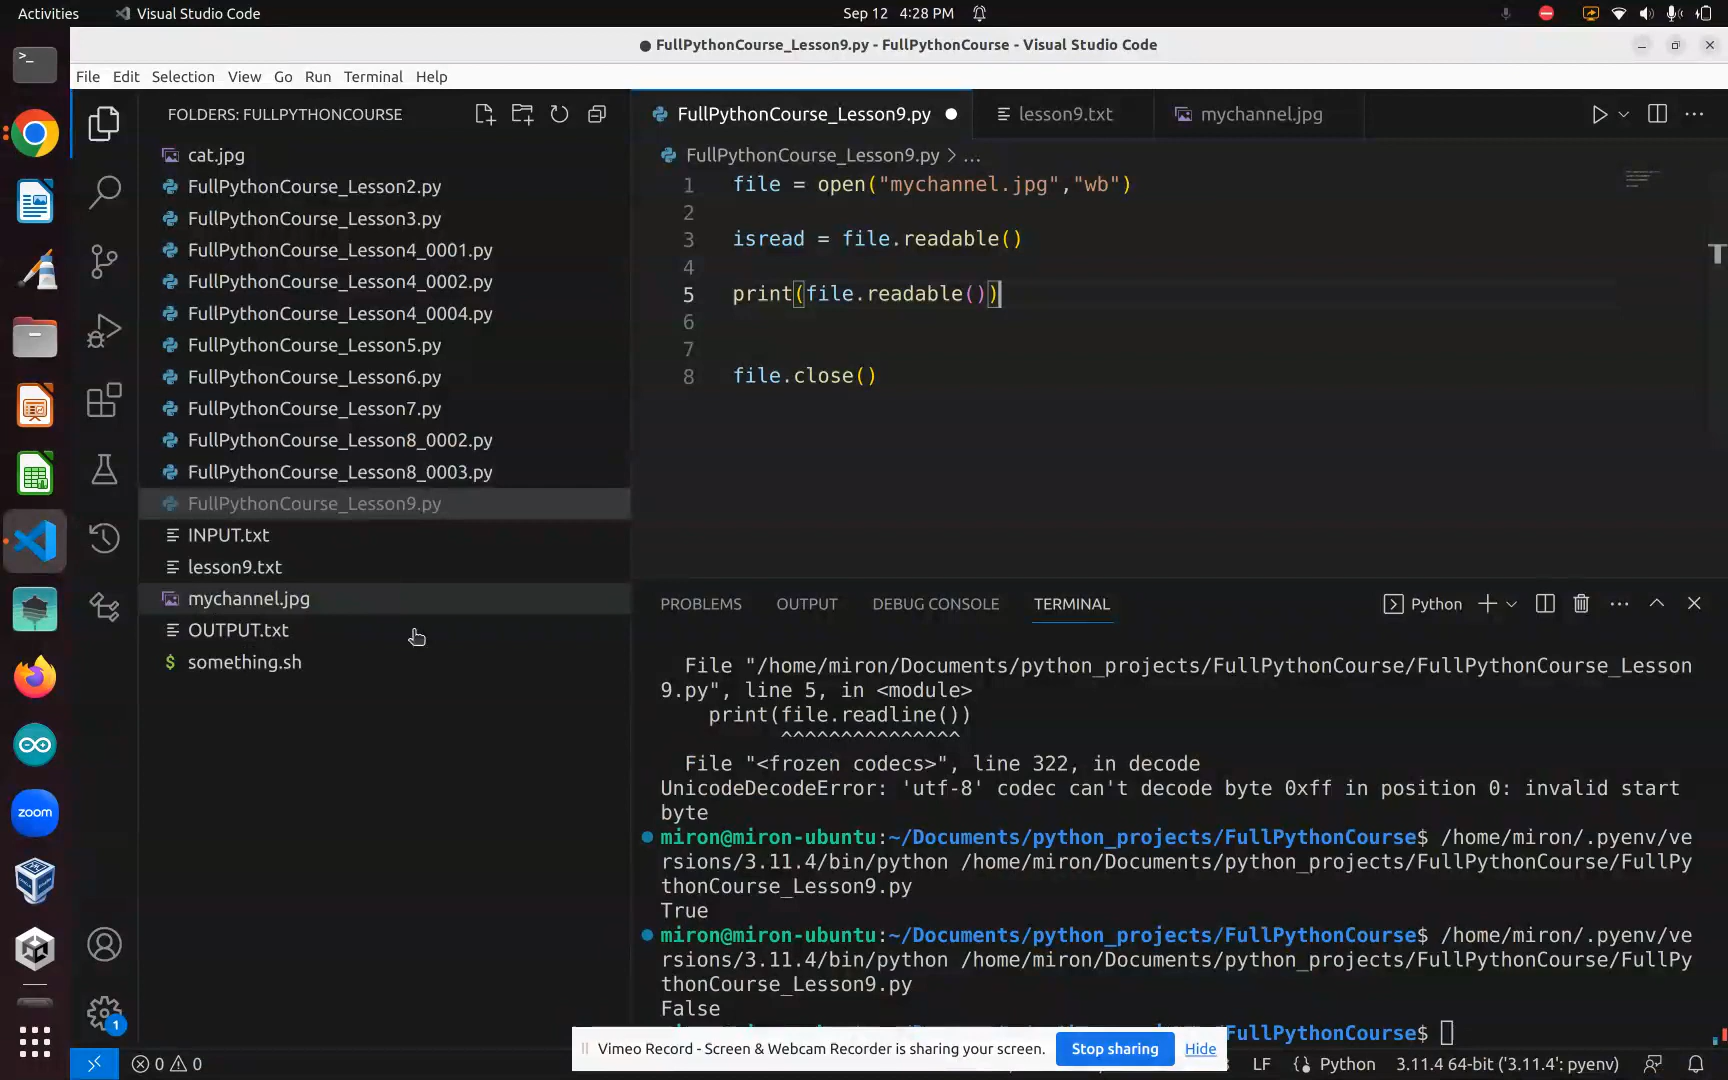 Activities
Visual Studio Code
Sep 12 4:28 PM
● FullPythonCourse_Lesson9.py - FullPythonCourse - Visual Studio Code
File Edit Selection View Go Run Terminal Help
FOLDERS: FULLPYTHONCOURSE
cat.jpg
FullPythonCourse_Lesson2.py
FullPythonCourse_Lesson3.py
FullPythonCourse_Lesson4_0001.py
FullPythonCourse_Lesson4_0002.py
FullPythonCourse_Lesson4_0004.py
FullPythonCourse_Lesson5.py
FullPythonCourse_Lesson6.py
FullPythonCourse_Lesson7.py
FullPythonCourse_Lesson8_0002.py
FullPythonCourse_Lesson8_0003.py
FullPythonCourse_Lesson9.py
INPUT.txt
lesson9.txt
mychannel.jpg
OUTPUT.txt
$ something.sh
FullPythonCourse_Lesson9.py ● lesson9.txt mychannel.jpg
FullPythonCourse_Lesson9.py > ...
1 file = open("mychannel.jpg","wb")
2
3 isread = file.readable()
4
5 print(file.readable())
6
7
8 file.close()
PROBLEMS OUTPUT DEBUG CONSOLE TERMINAL
Python
File "/home/miron/Documents/python_projects/FullPythonCourse/FullPythonCourse_Lesson
9.py", line 5, in <module>
print(file.readline())
^^^^^^^^^^^^^^^
File "<frozen codecs>", line 322, in decode
UnicodeDecodeError: 'utf-8' codec can't decode byte 0xff in position 0: invalid start
byte
miron@miron-ubuntu:~/Documents/python_projects/FullPythonCourse$ /home/miron/.pyenv/ve
rsions/3.11.4/bin/python /home/miron/Documents/python_projects/FullPythonCourse/FullPy
thonCourse_Lesson9.py
True
miron@miron-ubuntu:~/Documents/python_projects/FullPythonCourse$ /home/miron/.pyenv/ve
rsions/3.11.4/bin/python /home/miron/Documents/python_projects/FullPythonCourse/FullPy
thonCourse_Lesson9.py
False
ythonCourse$
Vimeo Record - Screen & Webcam Recorder is sharing your screen. Stop sharing Hide
zoom
1
0 0
LF Python 3.11.4 64-bit ('3.11.4': pyenv)